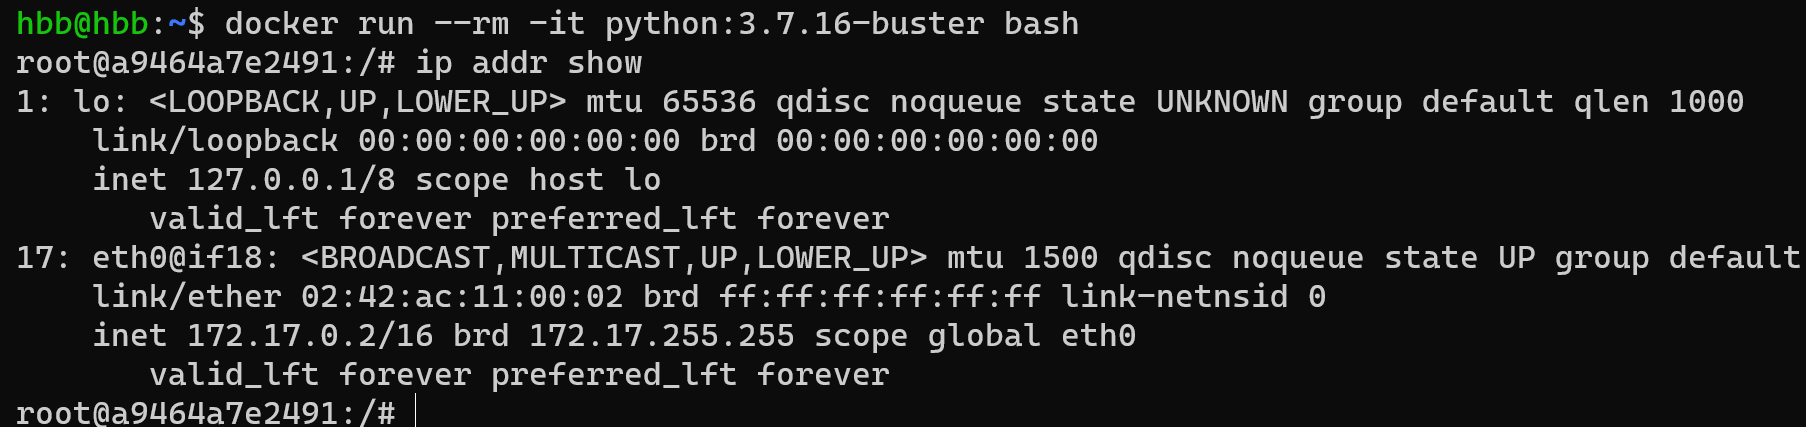 hbb@hbb:~$ docker run --rm -it python:3.7.16-buster bash
root@a9464a7e2491:/# ip addr show
1: lo: <LOOPBACK,UP,LOWER_UP> mtu 65536 qdisc noqueue state UNKNOWN group default qlen 1000
    link/loopback 00:00:00:00:00:00 brd 00:00:00:00:00:00
    inet 127.0.0.1/8 scope host lo
       valid_lft forever preferred_lft forever
17: eth0@if18: <BROADCAST,MULTICAST,UP,LOWER_UP> mtu 1500 qdisc noqueue state UP group default
    link/ether 02:42:ac:11:00:02 brd ff:ff:ff:ff:ff:ff link-netnsid 0
    inet 172.17.0.2/16 brd 172.17.255.255 scope global eth0
       valid_lft forever preferred_lft forever
root@a9464a7e2491:/#